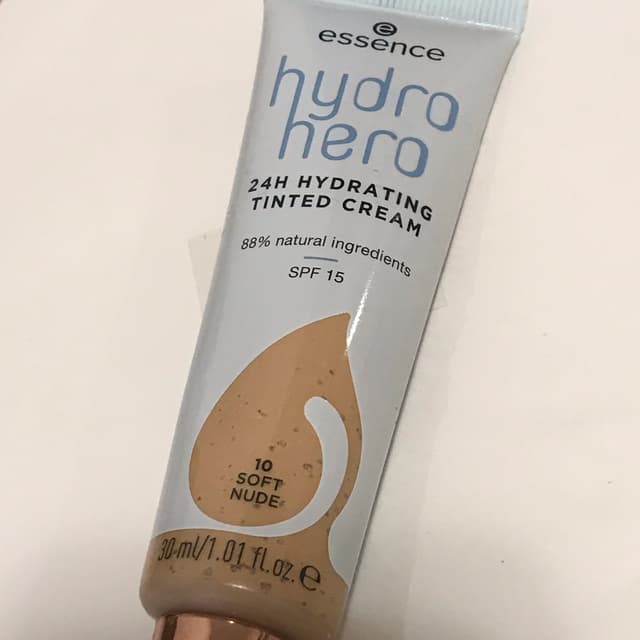 essence
hydro
hero
24H HYDRATING
TINTED CREAM
88% natural ingredients
SPF 15
10
SOFT
NUDE
30 ml/1.01 fl.oz. ℮